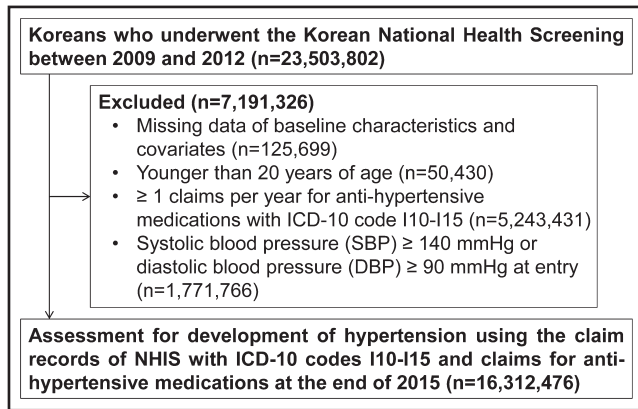 Koreans who underwent the Korean National Health Screening
between 2009 and 2012 (n=23,503,802)
Excluded (n=7,191,326)
• Missing data of baseline characteristics and
covariates (n=125,699)
• Younger than 20 years of age (n=50,430)
• ≥ 1 claims per year for anti-hypertensive
medications with ICD-10 code I10-I15 (n=5,243,431)
• Systolic blood pressure (SBP) ≥ 140 mmHg or
diastolic blood pressure (DBP) ≥ 90 mmHg at entry
(n=1,771,766)
Assessment for development of hypertension using the claim
records of NHIS with ICD-10 codes I10-I15 and claims for anti-
hypertensive medications at the end of 2015 (n=16,312,476)